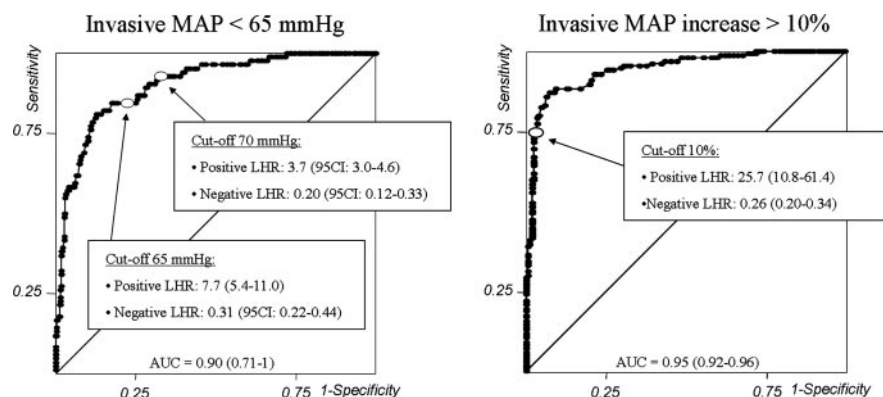 Invasive MAP < 65 mmHg
Sensitivity
0.75
0.25
Cut-off 70 mmHg:
• Positive LHR: 3.7 (95CI: 3.0-4.6)
• Negative LHR: 0.20 (95CI: 0.12-0.33)
Cut-off 65 mmHg:
• Positive LHR: 7.7 (5.4-11.0)
• Negative LHR: 0.31 (95CI: 0.22-0.44)
AUC = 0.90 (0.71-1)
0.25
0.75
1-Specificity
Invasive MAP increase > 10%
Sensitivity
0.75
0.25
Cut-off 10%:
• Positive LHR: 25.7 (10.8-61.4)
•Negative LHR: 0.26 (0.20-0.34)
AUC = 0.95 (0.92-0.96)
0.25
0.75
1-Specificity